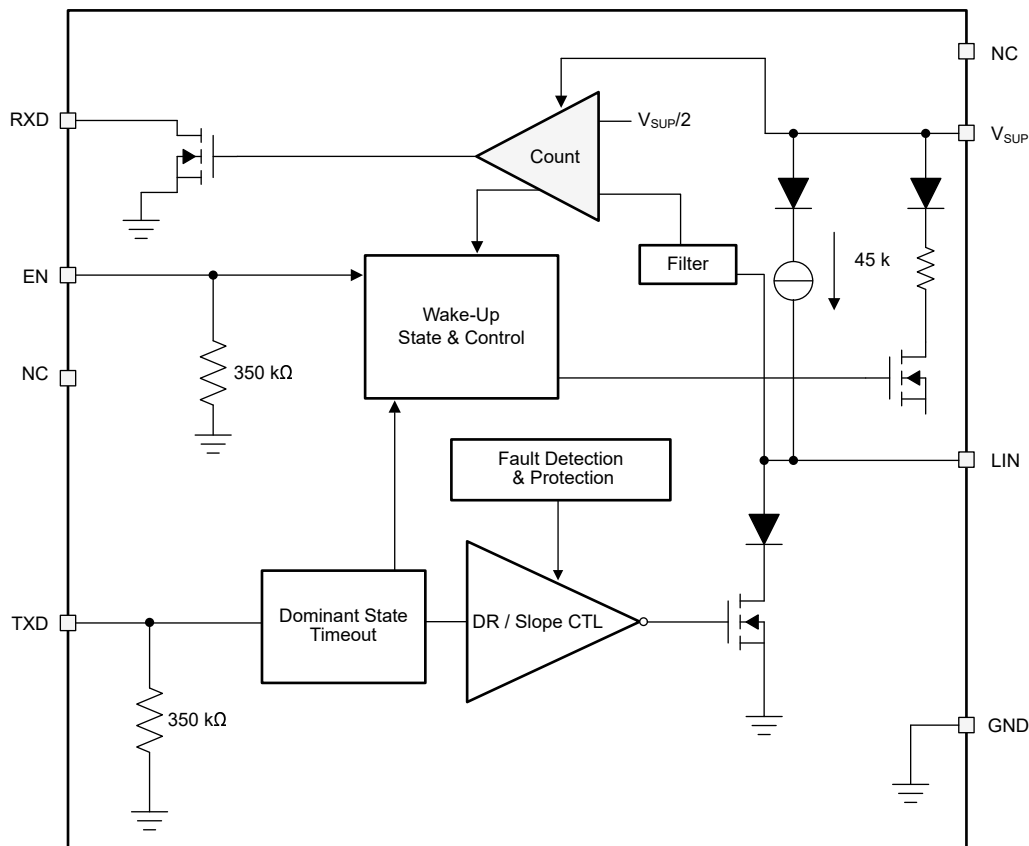 NC
RXD
V_SUP/2
V_SUP
Count
Filter
45 k
EN
Wake-Up
State & Control
NC
350 kΩ
Fault Detection
& Protection
LIN
TXD
Dominant State
Timeout
DR / Slope CTL
350 kΩ
GND